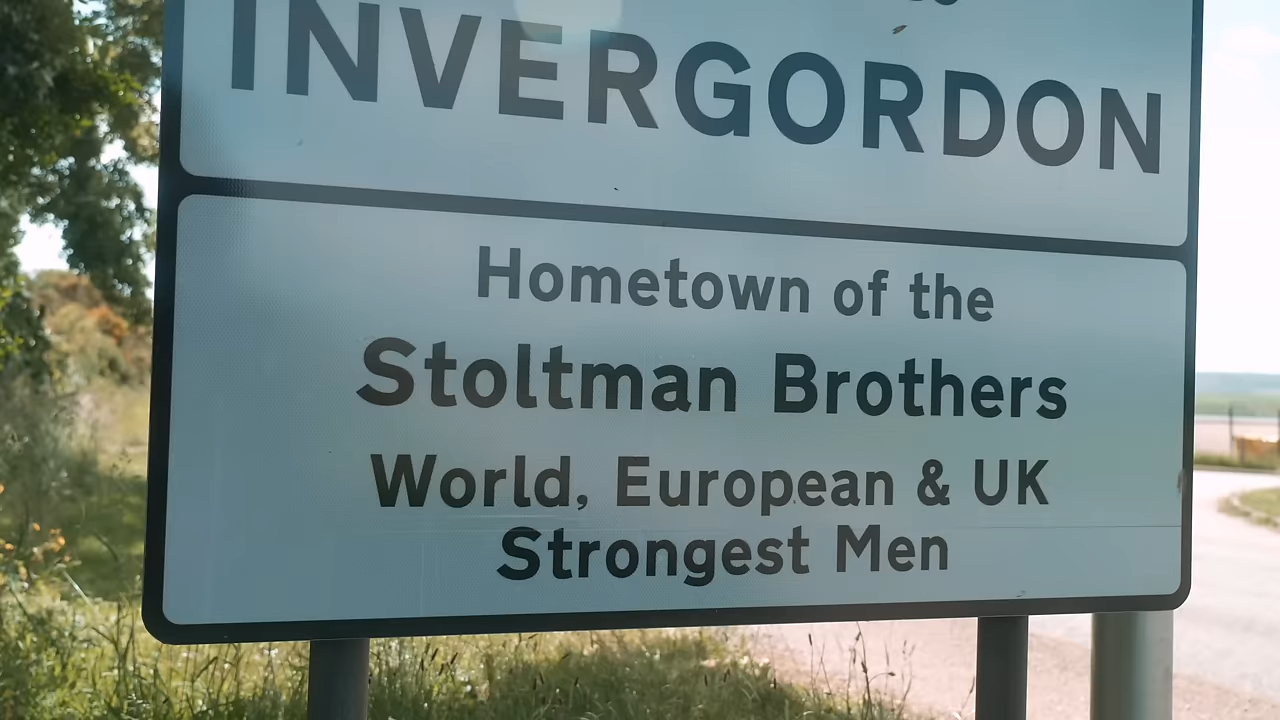 INVERGORDON
Hometown of the
Stoltman Brothers
World, European & UK
Strongest Men